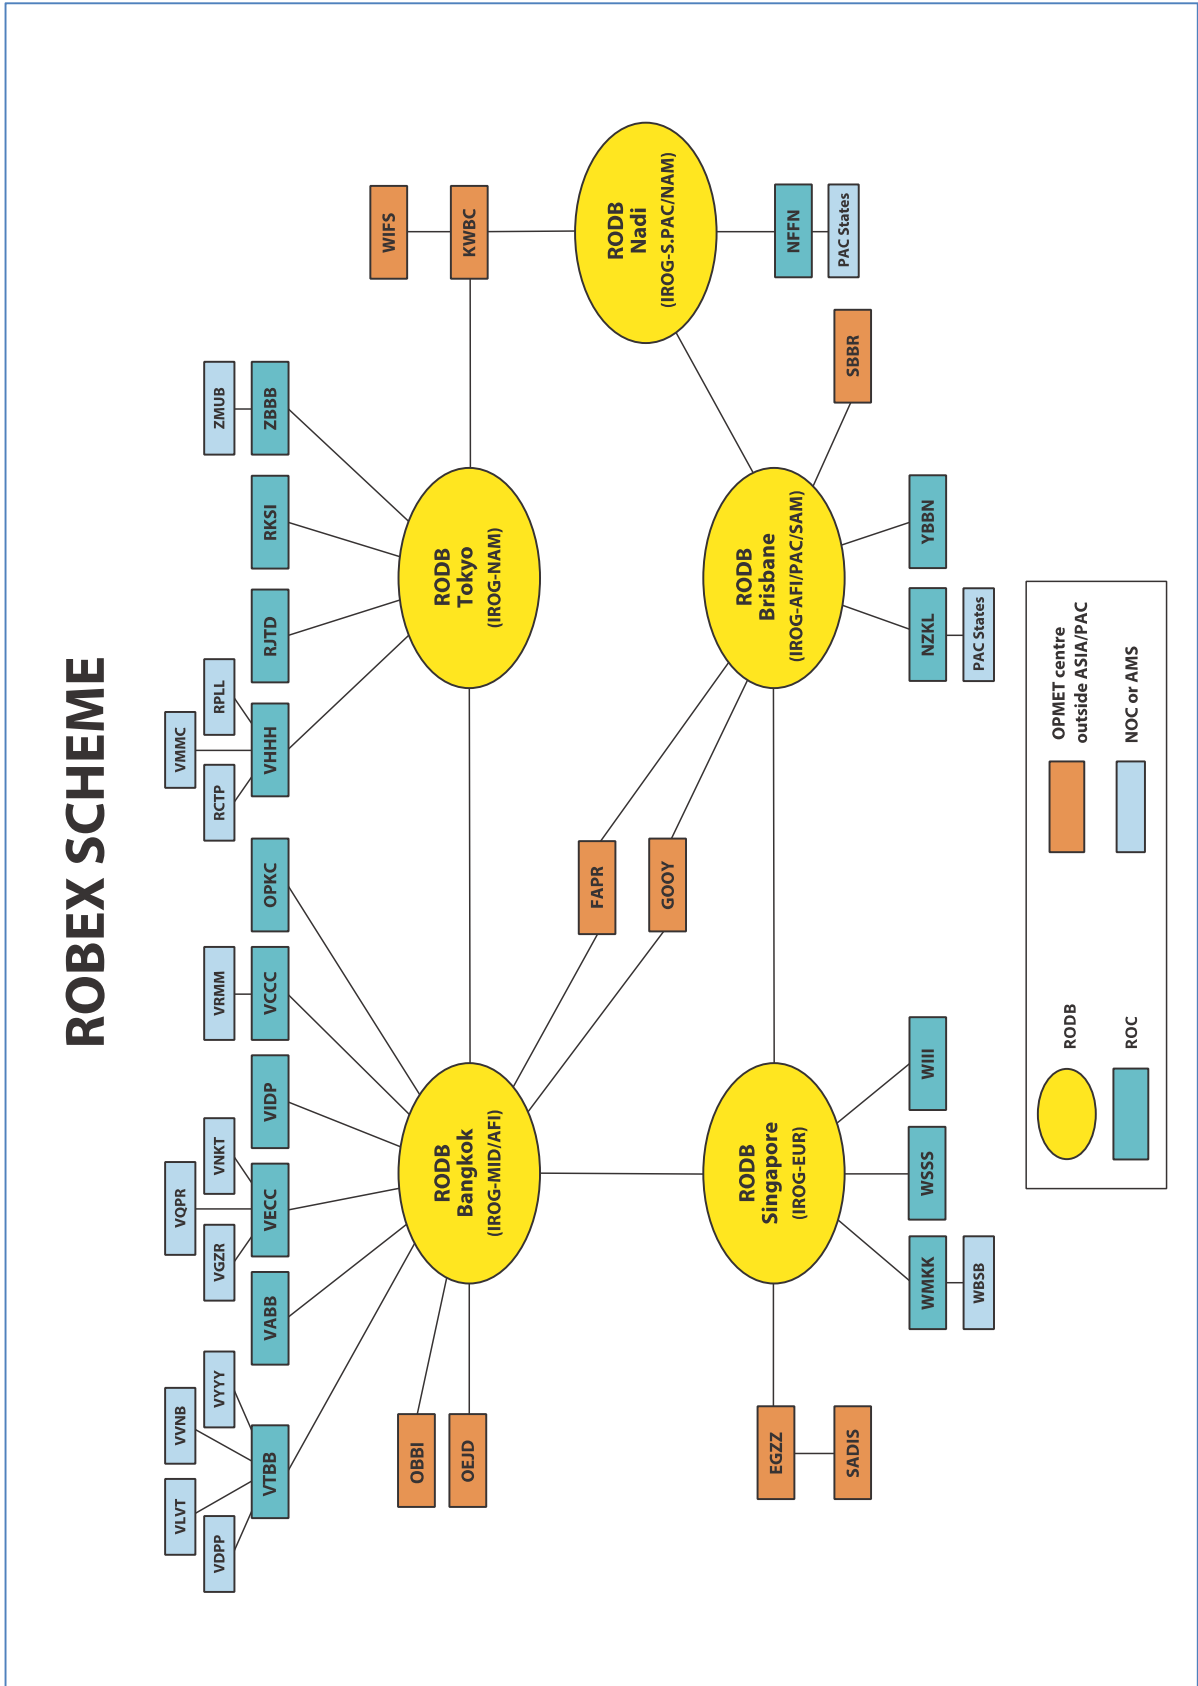 ROBEX SCHEME
VLVT
VVNB
VQPR
VMMC
VDPP
VYYY
VGZR
VNKT
VRMM
RCTP
RPLL
ZMUB
VTBB
VABB
VECC
VIDP
VCCC
OPKC
VHHH
RJTD
RKSI
ZBBB
WIFS
OBBI
OEJD
RODB
Bangkok
(IROG-MID/AFI)
RODB
Tokyo
(IROG-NAM)
KWBC
FAPR
GOOY
RODB
Nadi
(IROG-S.PAC/NAM)
EGZZ
SADIS
RODB
Singapore
(IROG-EUR)
RODB
Brisbane
(IROG-AFI/PAC/SAM)
SBBR
NFFN
PAC States
WMKK
WSSS
WIII
NZKL
YBBN
WBSB
PAC States
RODB
OPMET centre
outside ASIA/PAC
ROC
NOC or AMS